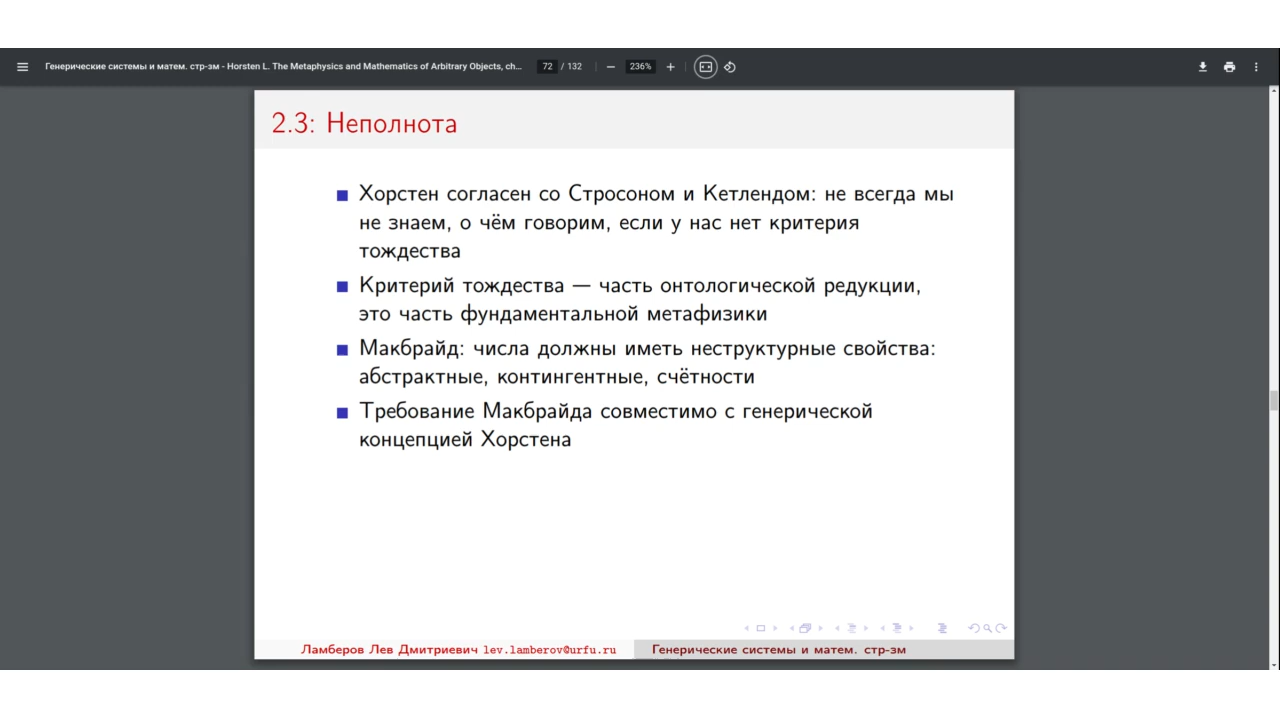 Генерические системы и матем. стр-зм - Horsten L. The Metaphysics and Mathematics of Arbitrary Objects, ch...
72 / 132
236%
2.3: Неполнота
Хорстен согласен со Стросоном и Кетлендом: не всегда мы
не знаем, о чём говорим, если у нас нет критерия
тождества
Критерий тождества — часть онтологической редукции,
это часть фундаментальной метафизики
Макбрайд: числа должны иметь неструктурные свойства:
абстрактные, контингентные, счётности
Требование Макбрайда совместимо с генерической
концепцией Хорстена
Ламберов Лев Дмитриевич lev.lamberov@urfu.ru
Генерические системы и матем. стр-зм